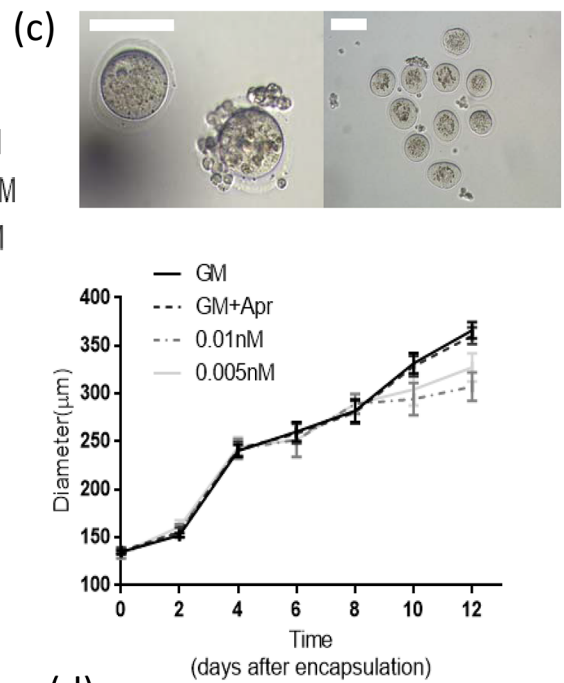 (c)
M
GM
GM+Apr
0.01nM
0.005nM
400
350
300
250
200
150
100
Diameter(μm)
0 2 4 6 8 10 12
Time
(days after encapsulation)